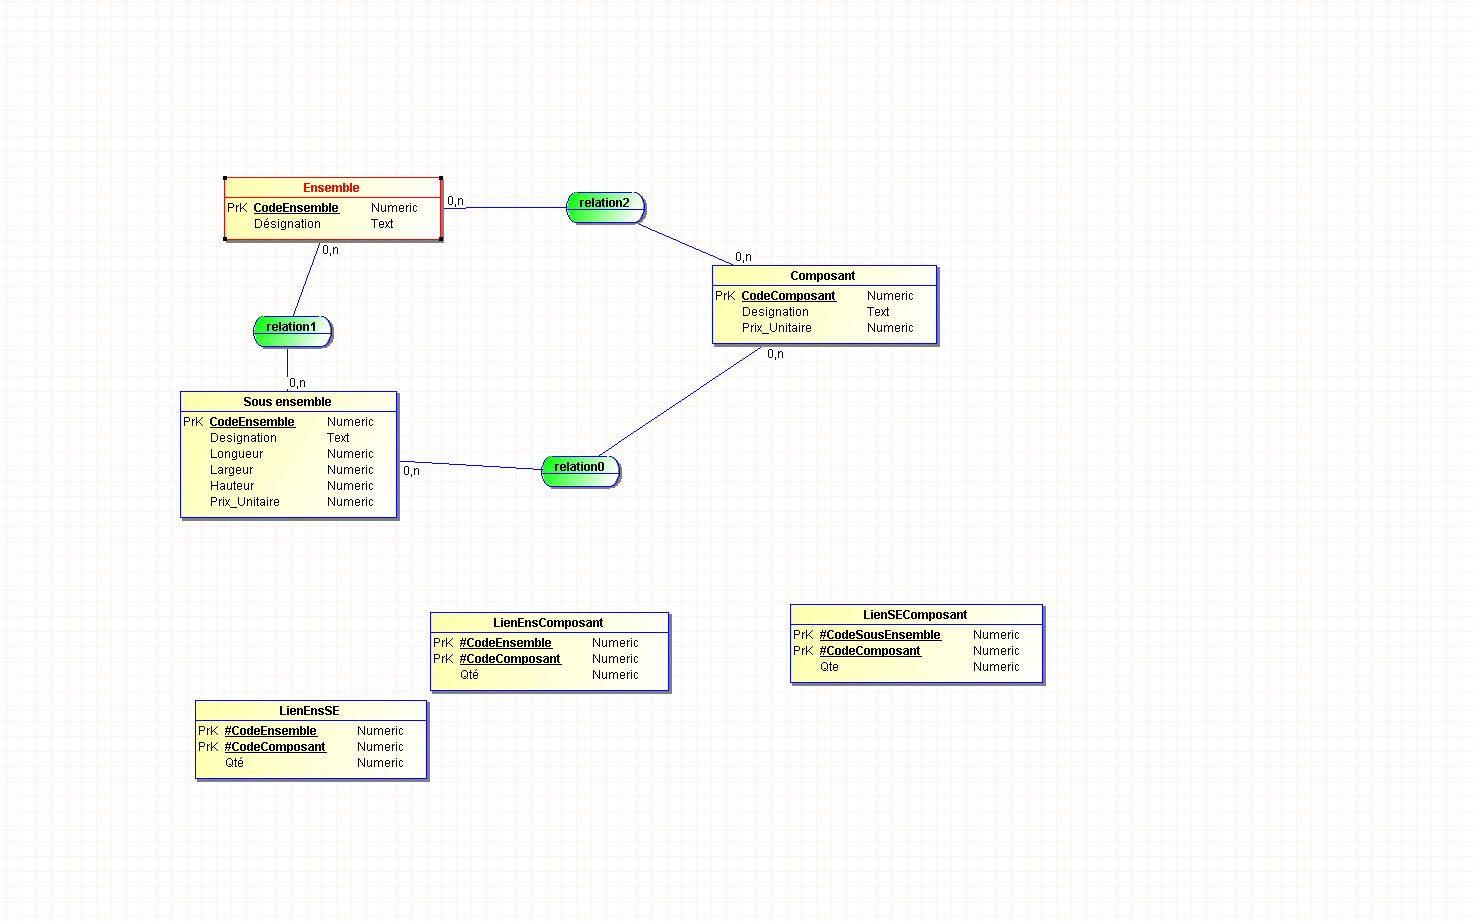 Ensemble
PrK CodeEnsemble Numeric
Désignation Text
0,n
relation2
0,n
0,n
Composant
PrK CodeComposant Numeric
Designation Text
Prix_Unitaire Numeric
0,n
relation1
0,n
Sous ensemble
PrK CodeEnsemble Numeric
Designation Text
Longueur Numeric
Largeur Numeric
Hauteur Numeric
Prix_Unitaire Numeric
0,n
relation0
LienEnsComposant
PrK #CodeEnsemble Numeric
PrK #CodeComposant Numeric
Qté Numeric
LienSEComposant
PrK #CodeSousEnsemble Numeric
PrK #CodeComposant Numeric
Qte Numeric
LienEnsSE
PrK #CodeEnsemble Numeric
PrK #CodeComposant Numeric
Qté Numeric